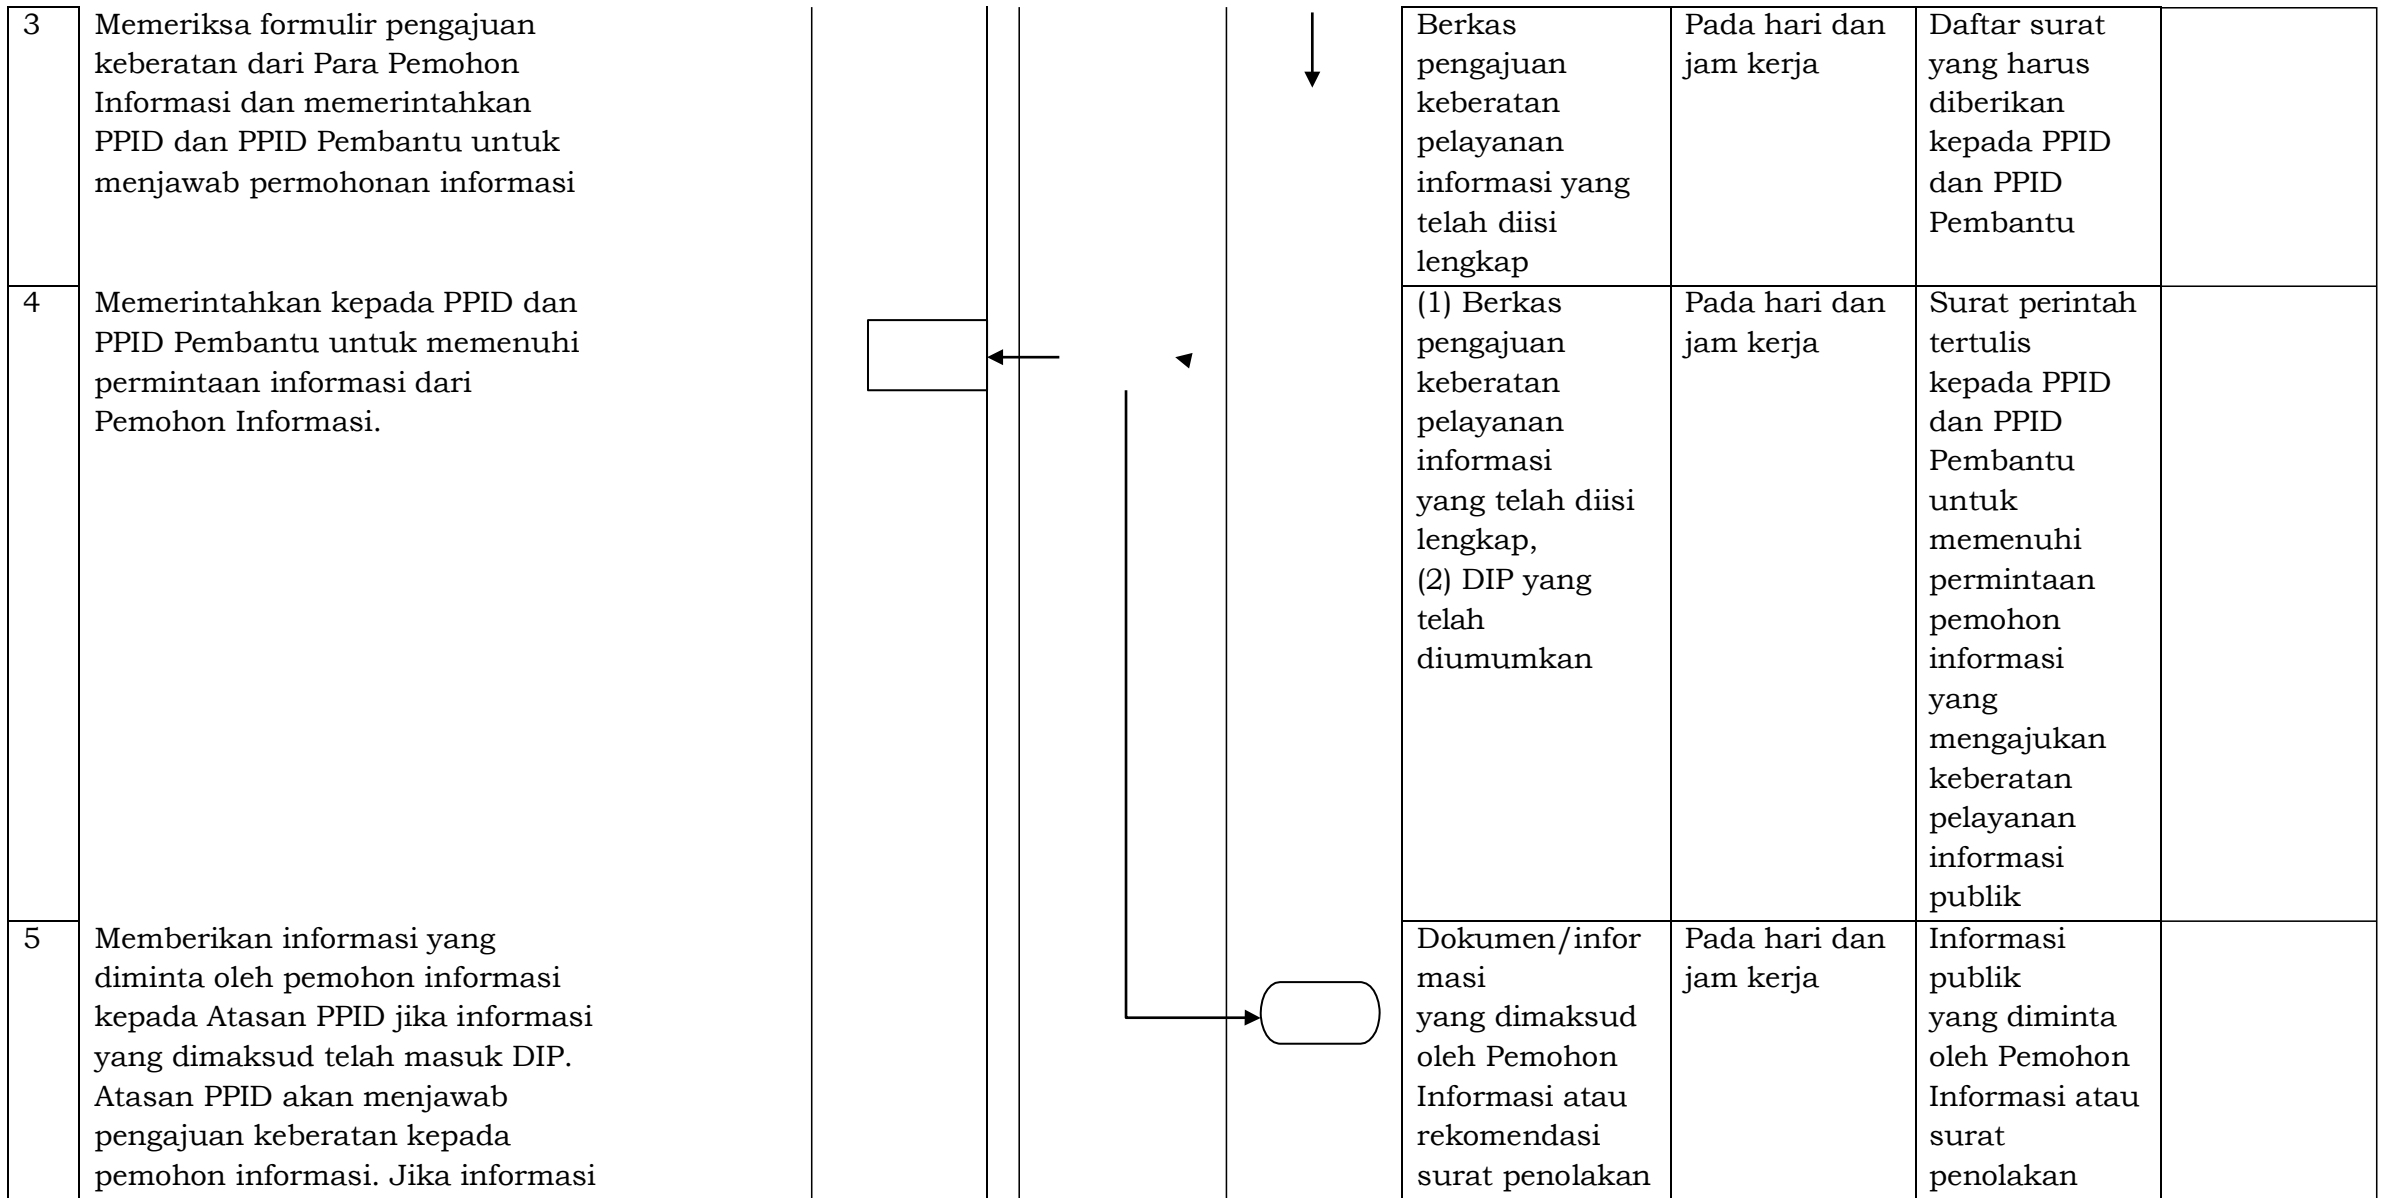 3
Memeriksa formulir pengajuan
keberatan dari Para Pemohon
Informasi dan memerintahkan
PPID dan PPID Pembantu untuk
menjawab permohonan informasi
Berkas
pengajuan
keberatan
pelayanan
informasi yang
telah diisi
lengkap
Pada hari dan
jam kerja
Daftar surat
yang harus
diberikan
kepada PPID
dan PPID
Pembantu
4
Memerintahkan kepada PPID dan
PPID Pembantu untuk memenuhi
permintaan informasi dari
Pemohon Informasi.
(1) Berkas
pengajuan
keberatan
pelayanan
informasi
yang telah diisi
lengkap,
(2) DIP yang
telah
diumumkan
Pada hari dan
jam kerja
Surat perintah
tertulis
kepada PPID
dan PPID
Pembantu
untuk
memenuhi
permintaan
pemohon
informasi
yang
mengajukan
keberatan
pelayanan
informasi
publik
5
Memberikan informasi yang
diminta oleh pemohon informasi
kepada Atasan PPID jika informasi
yang dimaksud telah masuk DIP.
Atasan PPID akan menjawab
pengajuan keberatan kepada
pemohon informasi. Jika informasi
Dokumen/infor
masi
yang dimaksud
oleh Pemohon
Informasi atau
rekomendasi
surat penolakan
Pada hari dan
jam kerja
Informasi
publik
yang diminta
oleh Pemohon
Informasi atau
surat
penolakan